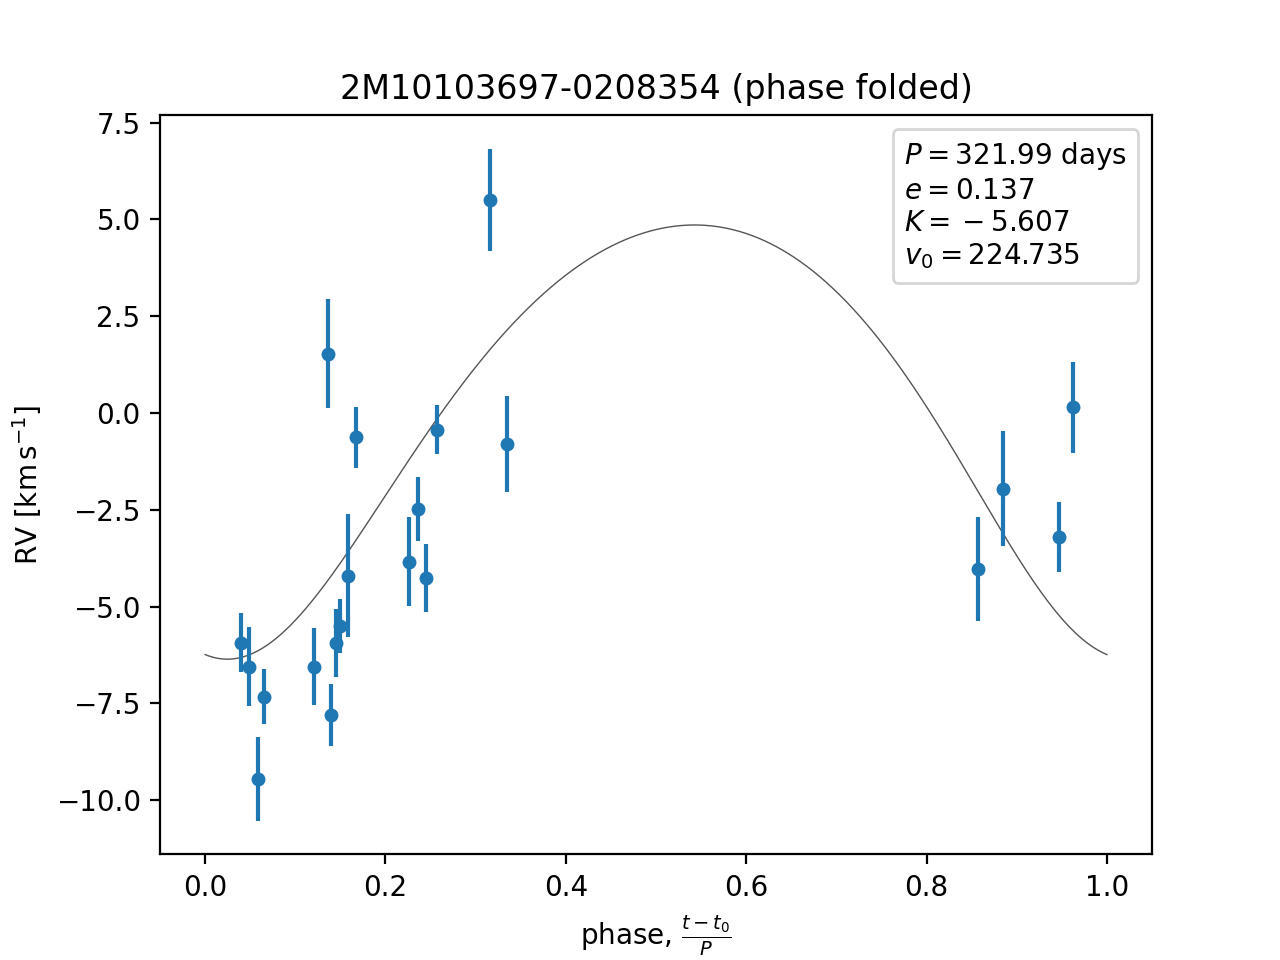 2M10103697-0208354 (phase folded)
P = 321.99 days
e = 0.137
K = −5.607
v₀ = 224.735
7.5
5.0
2.5
0.0
−2.5
−5.0
−7.5
−10.0
RV [km s⁻¹]
0.0 0.2 0.4 0.6 0.8 1.0
phase, (t − t₀)/P